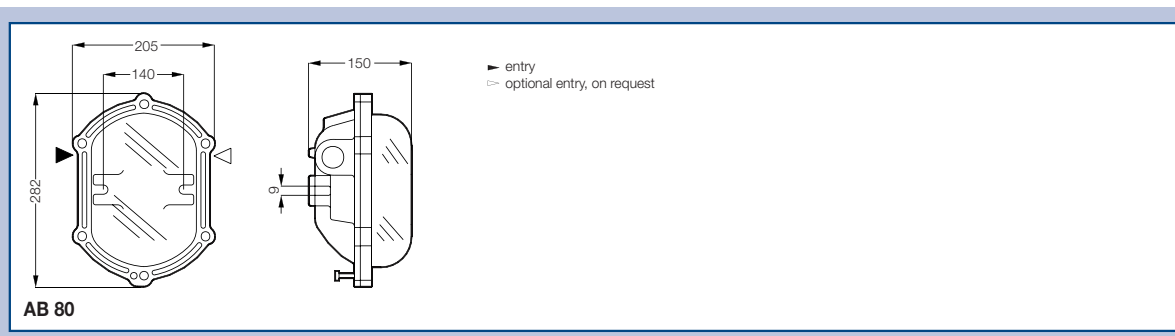 205
150
140
► entry
▻ optional entry, on request
282
9
AB 80